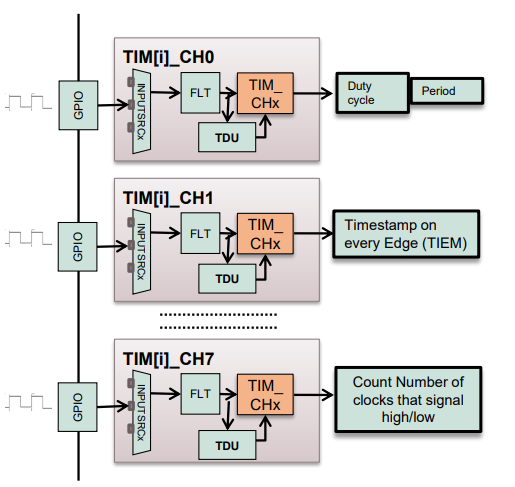 TIM[i]_CH0
GPIO
INPUTSRCx
FLT
TIM_
CHx
TDU
Duty
cycle
Period
TIM[i]_CH1
GPIO
INPUTSRCx
FLT
TIM_
CHx
TDU
Timestamp on
every Edge (TIEM)
TIM[i]_CH7
GPIO
INPUTSRCx
FLT
TIM_
CHx
TDU
Count Number of
clocks that signal
high/low